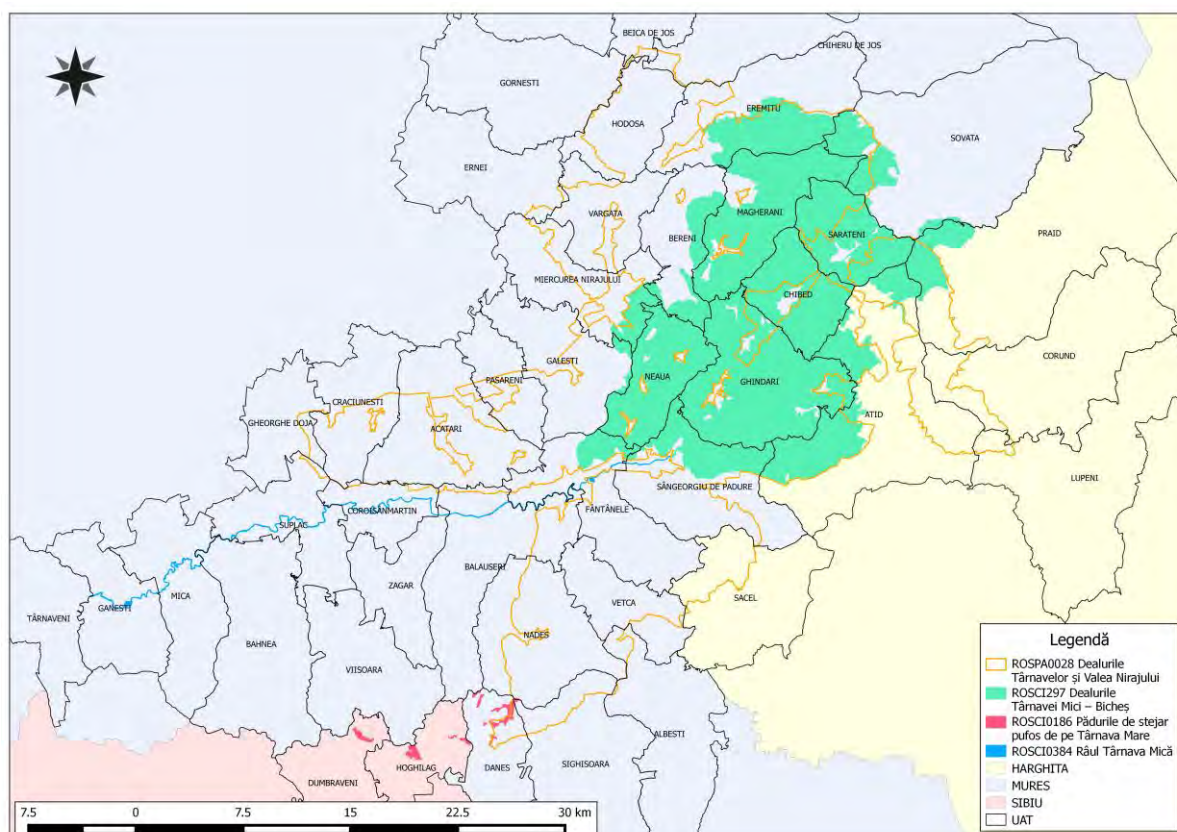 BEICA DE JOS
CHIHERU DE JOS
GORNESTI
EREMITU
HODOSA
SOVATA
ERNEI
VARGATA
MAGHERANI
BERENI
SARATENI
PRAID
MIERCUREA NIRAJULUI
CHIBED
CORUND
GALESTI
NEAUA
GHINDARI
PASARENI
CRACIUNESTI
ATID
GHEORGHE DOJA
ACATARI
LUPENI
SÂNGEORGIU DE PADURE
COROISÂNMARTIN
FÂNTÂNELE
SUPLAC
BALAUSERI
ZAGAR
MICA
SACEL
VETCA
GANESTI
TÂRNAVENI
NADES
BAHNEA
VIISOARA
ALBESTI
HOGHILAG
DANES
SIGHISOARA
DUMBRAVENI
Legendă
ROSPA0028 Dealurile
Târnavelor și Valea Nirajului
ROSCI297 Dealurile
Târnavei Mici – Bicheș
ROSCI0186 Pădurile de stejar
pufos de pe Târnava Mare
ROSCI0384 Râul Târnava Mică
HARGHITA
MURES
SIBIU
UAT
7.5 0 7.5 15 22.5 30 km